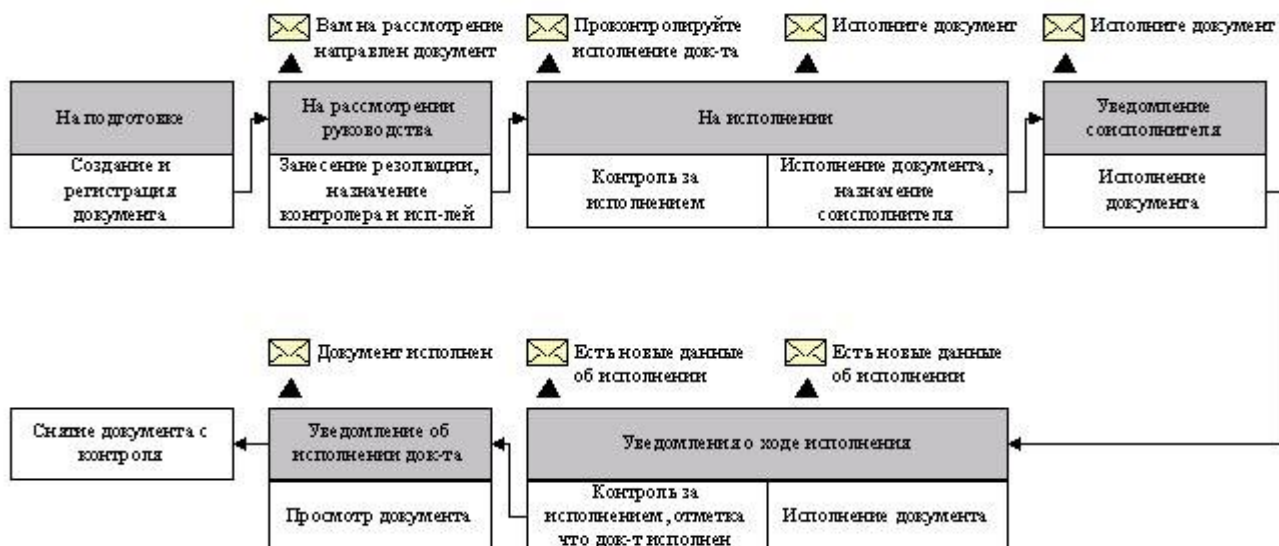 Вам на рассмотрение
направлен документ
Проконтролируйте
исполнение док-та
Исполните документ
Исполните документ
На подготовке
Создание и
регистрация
документа
На рассмотрении
руководства
Занесение резолюции,
назначение
контролера и исп-лей
На исполнении
Контроль за
исполнением
Исполнение документа,
назначение
соисполнителя
Уведомление
соисполнителя
Исполнение
документа
Документ исполнен
Есть новые данные
об исполнении
Есть новые данные
об исполнении
Снятие документа с
контроля
Уведомление об
исполнении док-та
Просмотр документа
Уведомления о ходе исполнения
Контроль за
исполнением, отметка
что док-т исполнен
Исполнение документа